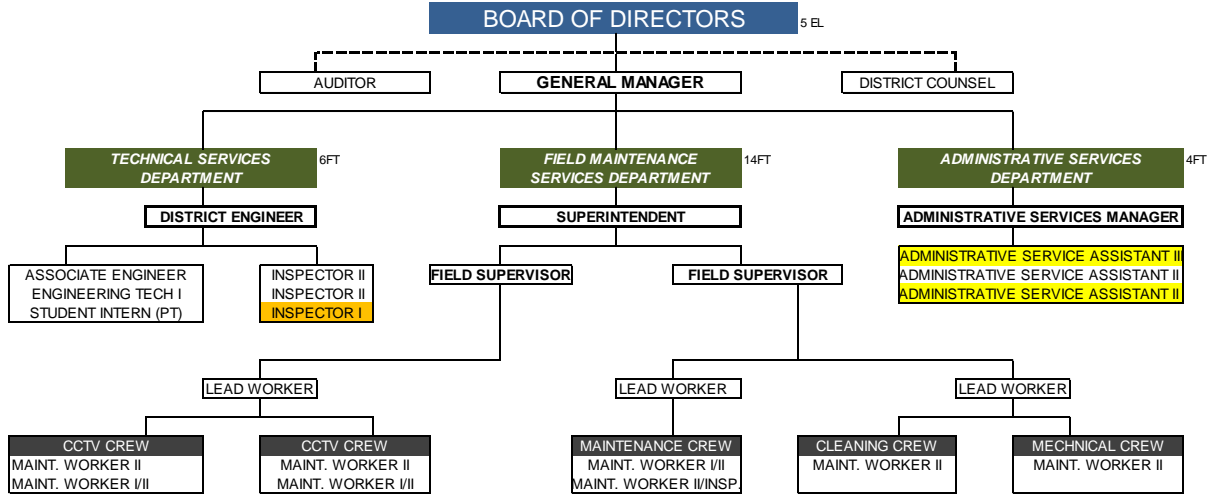 BOARD OF DIRECTORS 5 EL
AUDITOR
GENERAL MANAGER
DISTRICT COUNSEL
TECHNICAL SERVICES
DEPARTMENT
6FT
FIELD MAINTENANCE
SERVICES DEPARTMENT
14FT
ADMINISTRATIVE SERVICES
DEPARTMENT
4FT
DISTRICT ENGINEER
SUPERINTENDENT
ADMINISTRATIVE SERVICES MANAGER
ASSOCIATE ENGINEER
ENGINEERING TECH I
STUDENT INTERN (PT)
INSPECTOR II
INSPECTOR II
INSPECTOR I
FIELD SUPERVISOR
FIELD SUPERVISOR
ADMINISTRATIVE SERVICE ASSISTANT III
ADMINISTRATIVE SERVICE ASSISTANT II
ADMINISTRATIVE SERVICE ASSISTANT II
LEAD WORKER
LEAD WORKER
LEAD WORKER
CCTV CREW
MAINT. WORKER II
MAINT. WORKER I/II
CCTV CREW
MAINT. WORKER II
MAINT. WORKER I/II
MAINTENANCE CREW
MAINT. WORKER I/II
MAINT. WORKER II/INSP.
CLEANING CREW
MAINT. WORKER II
MECHNICAL CREW
MAINT. WORKER II